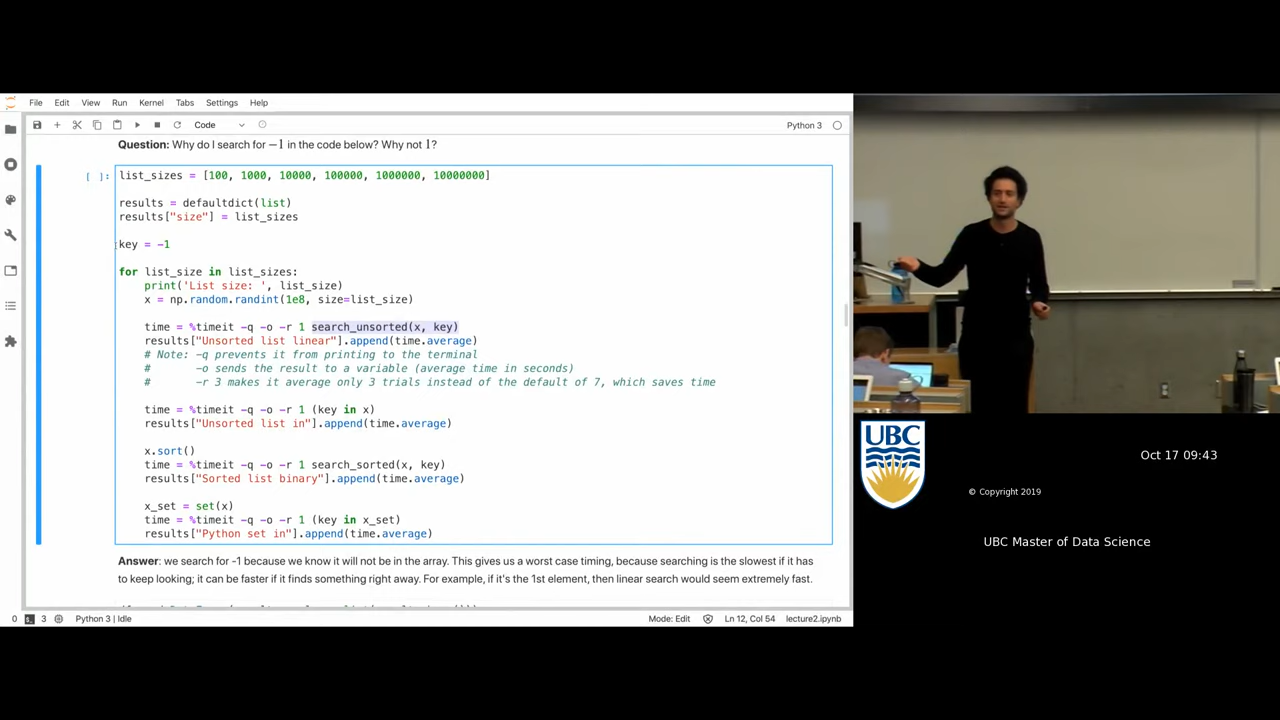 File Edit View Run Kernel Tabs Settings Help
Code
Python 3
Question: Why do I search for −1 in the code below? Why not 1?
[ ]:
list_sizes = [100, 1000, 10000, 100000, 1000000, 10000000]
results = defaultdict(list)
results["size"] = list_sizes
key = -1
for list_size in list_sizes:
print('List size: ', list_size)
x = np.random.randint(1e8, size=list_size)
time = %timeit -q -o -r 1 search_unsorted(x, key)
results["Unsorted list linear"].append(time.average)
# Note: -q prevents it from printing to the terminal
# -o sends the result to a variable (average time in seconds)
# -r 3 makes it average only 3 trials instead of the default of 7, which saves time
time = %timeit -q -o -r 1 (key in x)
results["Unsorted list in"].append(time.average)
x.sort()
time = %timeit -q -o -r 1 search_sorted(x, key)
results["Sorted list binary"].append(time.average)
x_set = set(x)
time = %timeit -q -o -r 1 (key in x_set)
results["Python set in"].append(time.average)
Answer: we search for -1 because we know it will not be in the array. This gives us a worst case timing, because searching is the slowest if it has
to keep looking; it can be faster if it finds something right away. For example, if it's the 1st element, then linear search would seem extremely fast.
0 3 Python 3 | Idle
Mode: Edit Ln 12, Col 54 lecture2.ipynb
UBC
Oct 17 09:43
© Copyright 2019
UBC Master of Data Science